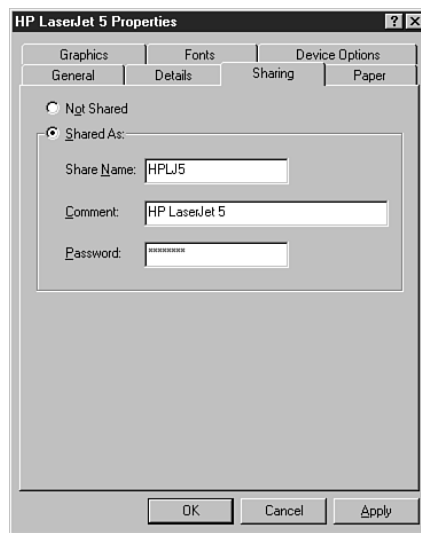 HP LaserJet 5 Properties ? ×
Graphics Fonts Device Options
General Details Sharing Paper
Not Shared
Shared As:
Share Name: HPLJ5
Comment: HP LaserJet 5
Password: ********
OK Cancel Apply